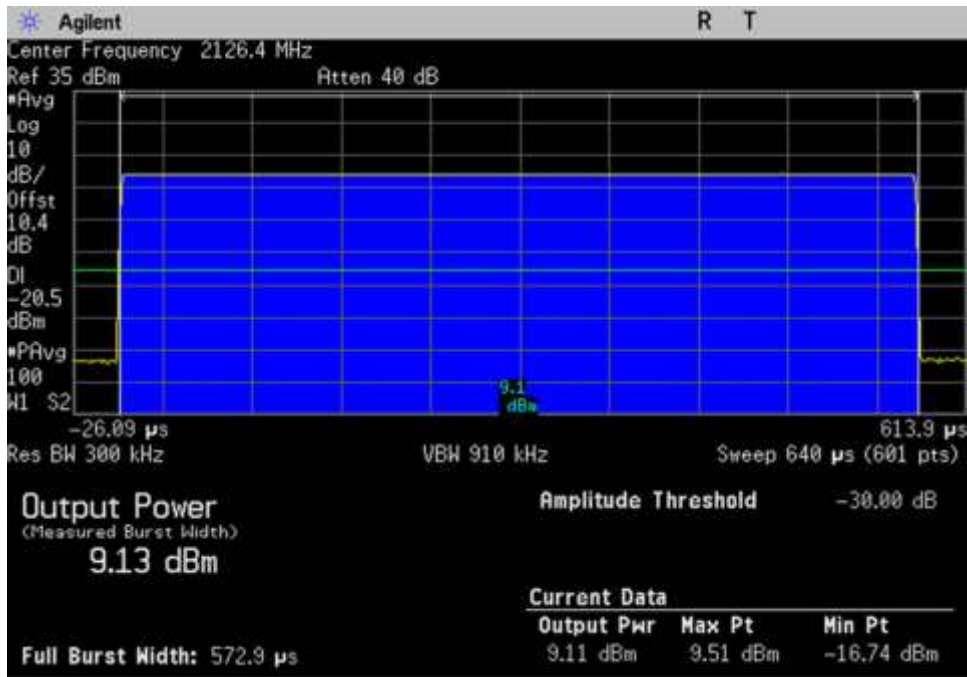 Agilent R T
Center Frequency 2126.4 MHz
Ref 35 dBm Atten 40 dB
#Avg
Log
10
dB/
Offst
10.4
dB
DI
-20.5
dBm
#PAvg
100
W1 S2
9.1
dBm
-26.09 µs 613.9 µs
Res BW 300 kHz VBW 910 kHz Sweep 640 µs (601 pts)
Output Power Amplitude Threshold -30.00 dB
(Measured Burst Width)
9.13 dBm
Current Data
Output Pwr Max Pt Min Pt
Full Burst Width: 572.9 µs 9.11 dBm 9.51 dBm -16.74 dBm